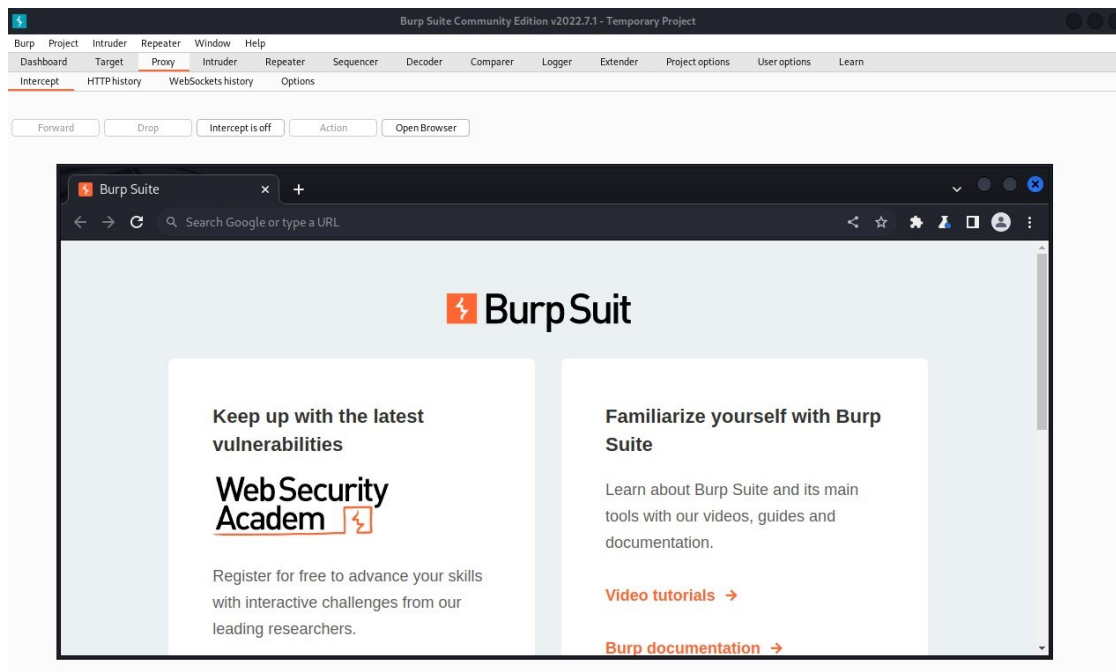 Burp Suite Community Edition v2022.7.1 - Temporary Project
Burp Project Intruder Repeater Window Help
Dashboard Target Proxy Intruder Repeater Sequencer Decoder Comparer Logger Extender Project options User options Learn
Intercept HTTP history WebSockets history Options
Forward Drop Intercept is off Action Open Browser
Burp Suite
Search Google or type a URL
Burp Suit
Keep up with the latest
vulnerabilities
Web Security
Academ
Register for free to advance your skills
with interactive challenges from our
leading researchers.
Familiarize yourself with Burp
Suite
Learn about Burp Suite and its main
tools with our videos, guides and
documentation.
Video tutorials →
Burp documentation →